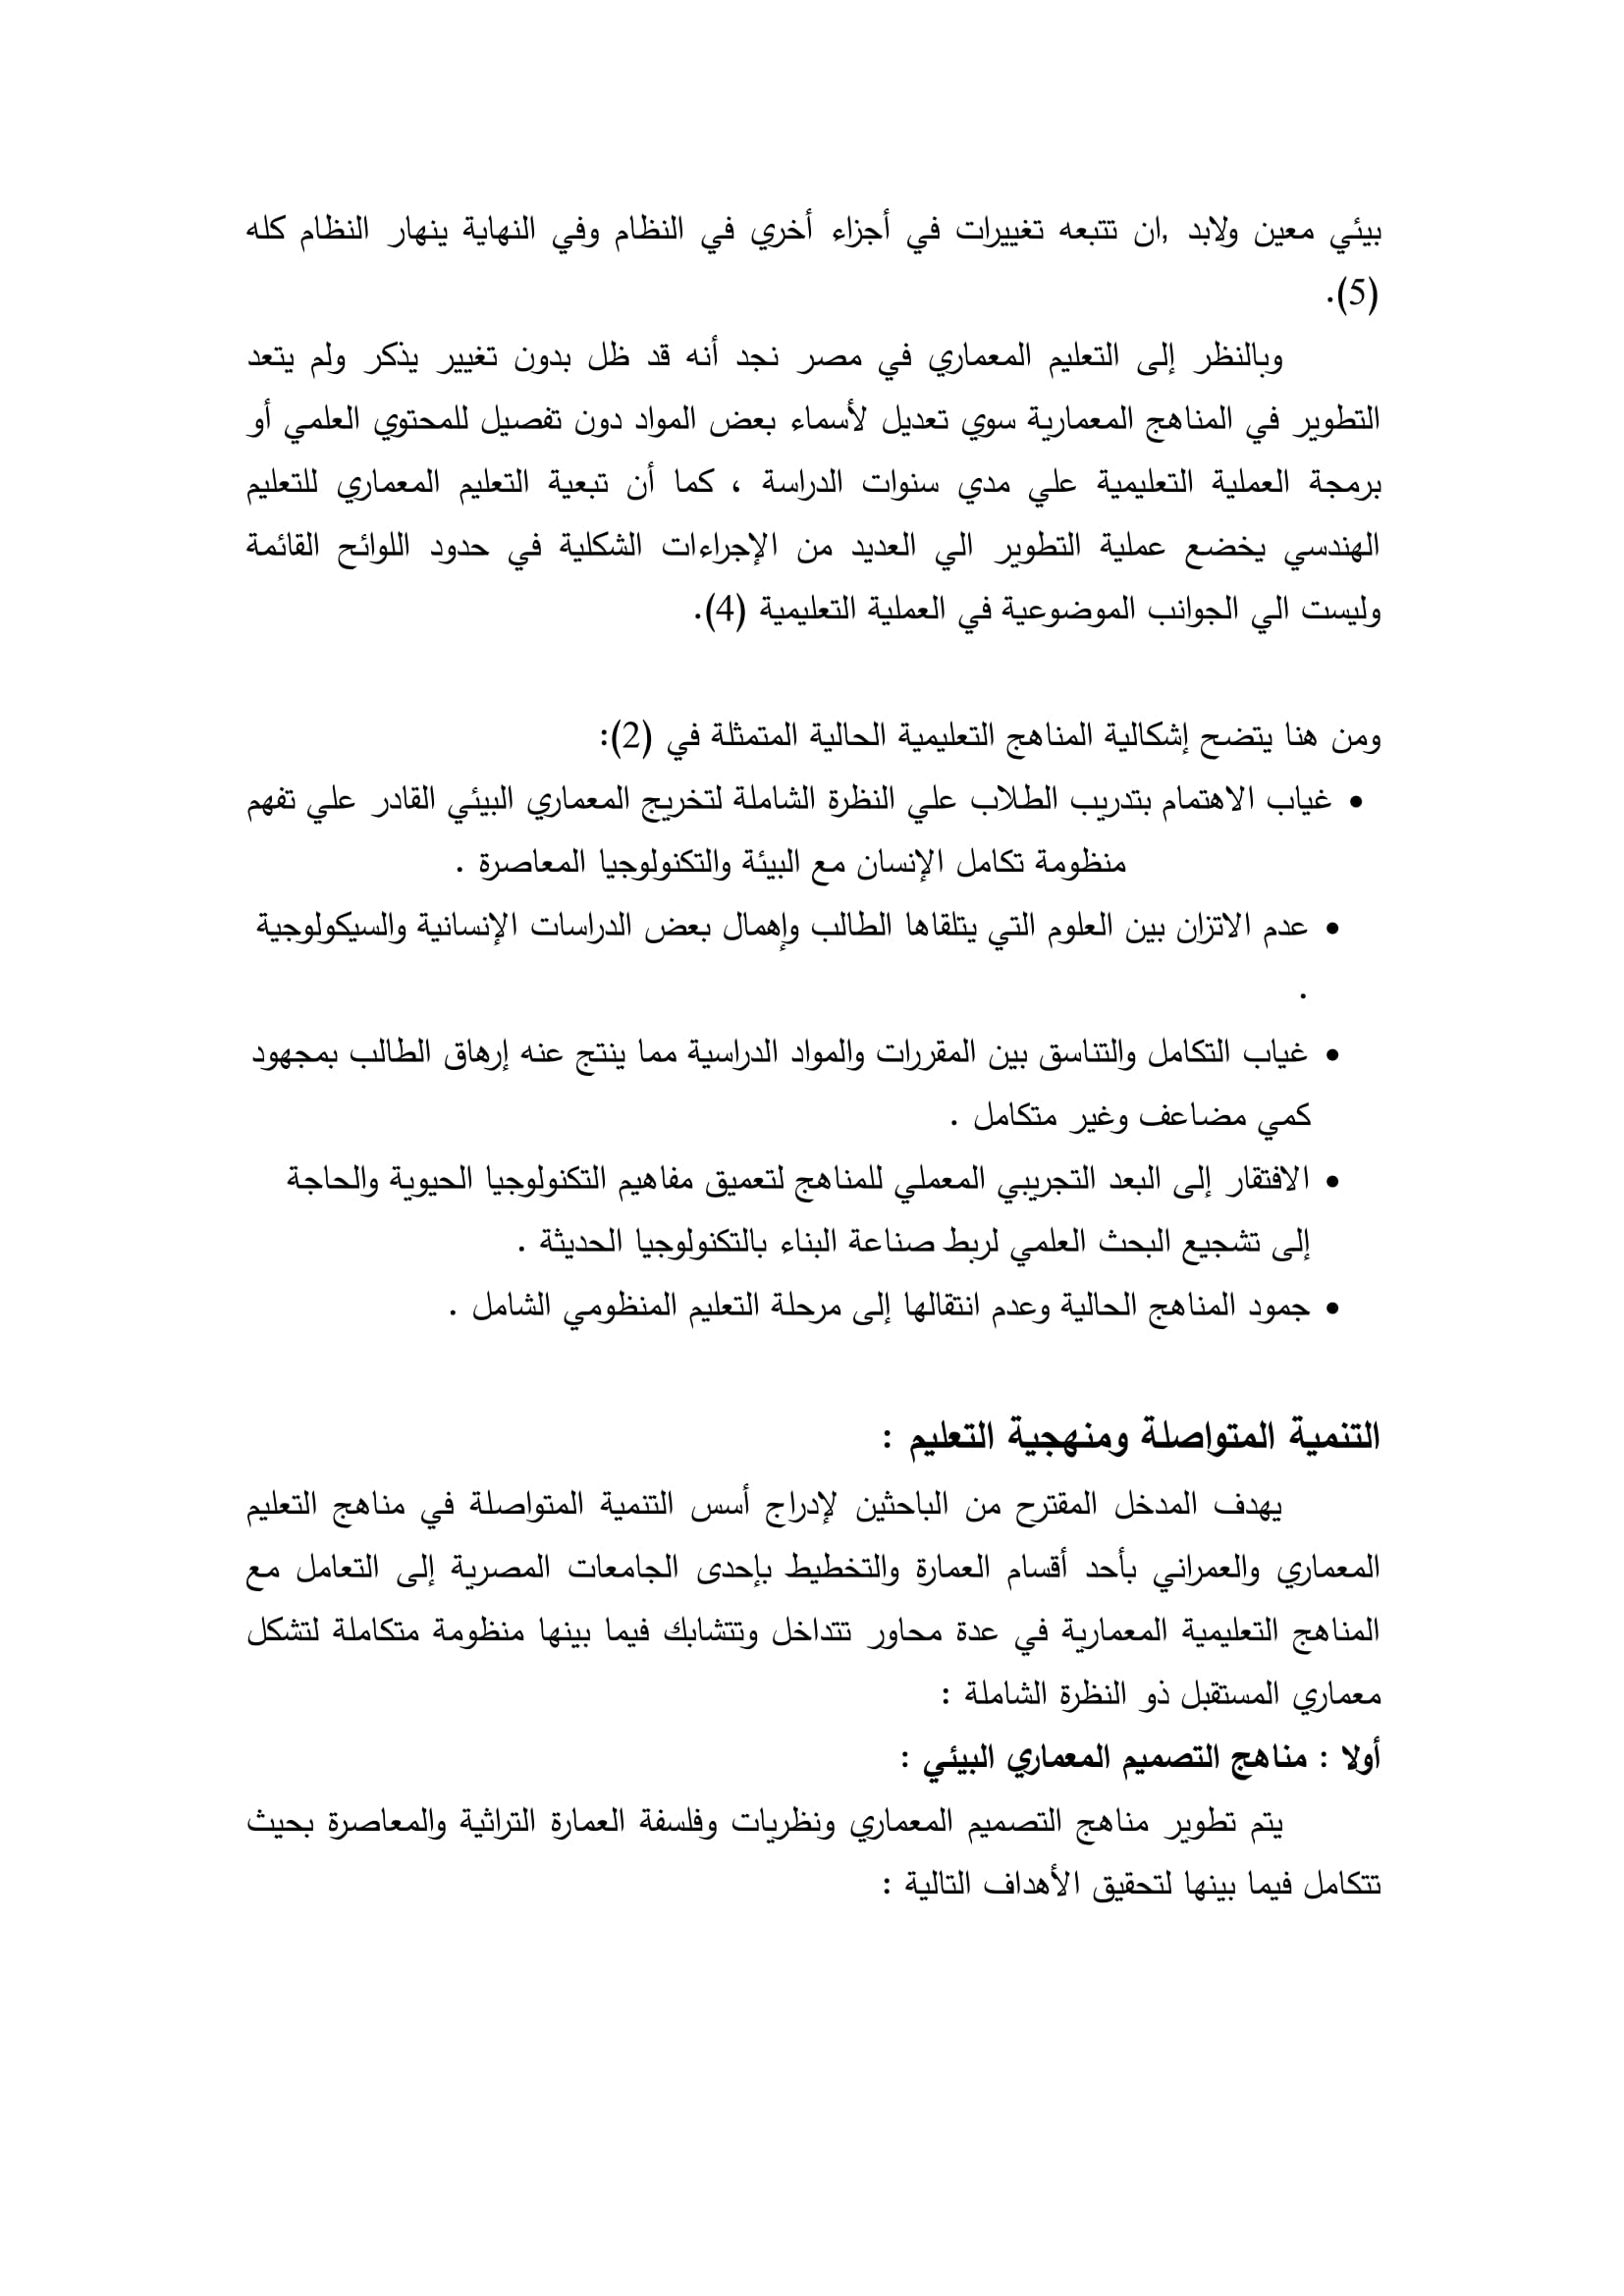 بيئي معين ولابد ,ان تتبعه تغييرات في أجزاء أخري في النظام وفي النهاية ينهار النظام كله
(5).
وبالنظر إلى التعليم المعماري في مصر نجد أنه قد ظل بدون تغيير يذكر ولم يتعد
التطوير في المناهج المعمارية سوي تعديل لأسماء بعض المواد دون تفصيل للمحتوي العلمي أو
برمجة العملية التعليمية علي مدي سنوات الدراسة ، كما أن تبعية التعليم المعماري للتعليم
الهندسي يخضع عملية التطوير الي العديد من الإجراءات الشكلية في حدود اللوائح القائمة
وليست الي الجوانب الموضوعية في العملية التعليمية (4).
ومن هنا يتضح إشكالية المناهج التعليمية الحالية المتمثلة في (2):
• غياب الاهتمام بتدريب الطلاب علي النظرة الشاملة لتخريج المعماري البيئي القادر علي تفهم
منظومة تكامل الإنسان مع البيئة والتكنولوجيا المعاصرة .
• عدم الاتزان بين العلوم التي يتلقاها الطالب وإهمال بعض الدراسات الإنسانية والسيكولوجية
.
• غياب التكامل والتناسق بين المقررات والمواد الدراسية مما ينتج عنه إرهاق الطالب بمجهود
كمي مضاعف وغير متكامل .
• الافتقار إلى البعد التجريبي المعملي للمناهج لتعميق مفاهيم التكنولوجيا الحيوية والحاجة
إلى تشجيع البحث العلمي لربط صناعة البناء بالتكنولوجيا الحديثة .
• جمود المناهج الحالية وعدم انتقالها إلى مرحلة التعليم المنظومي الشامل .
التنمية المتواصلة ومنهجية التعليم :
يهدف المدخل المقترح من الباحثين لإدراج أسس التنمية المتواصلة في مناهج التعليم
المعماري والعمراني بأحد أقسام العمارة والتخطيط بإحدى الجامعات المصرية إلى التعامل مع
المناهج التعليمية المعمارية في عدة محاور تتداخل وتتشابك فيما بينها منظومة متكاملة لتشكل
معماري المستقبل ذو النظرة الشاملة :
أولا : مناهج التصميم المعماري البيئي :
يتم تطوير مناهج التصميم المعماري ونظريات وفلسفة العمارة التراثية والمعاصرة بحيث
تتكامل فيما بينها لتحقيق الأهداف التالية :